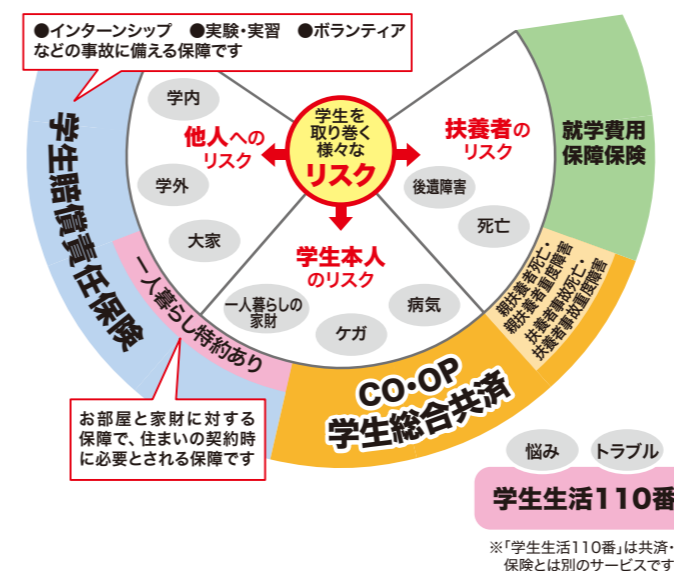 ●インターンシップ ●実験・実習 ●ボランティア
などの事故に備える保障です
学生を
取り巻く
様々な
リスク
他人への
リスク
学内
学外
大家
扶養者の
リスク
後遺障害
死亡
学生本人
のリスク
一人暮らしの
家財
ケガ
病気
学生賠償責任保険
一人暮らし特約あり
お部屋と家財に対する
保障で、住まいの契約時
に必要とされる保障です
CO・OP
学生総合共済
親扶養者死亡・
親扶養者重度障害
扶養者事故死亡・
扶養者事故重度障害
就学費用
保障保険
悩み
トラブル
学生生活110番
※「学生生活110番」は共済・
保険とは別のサービスです